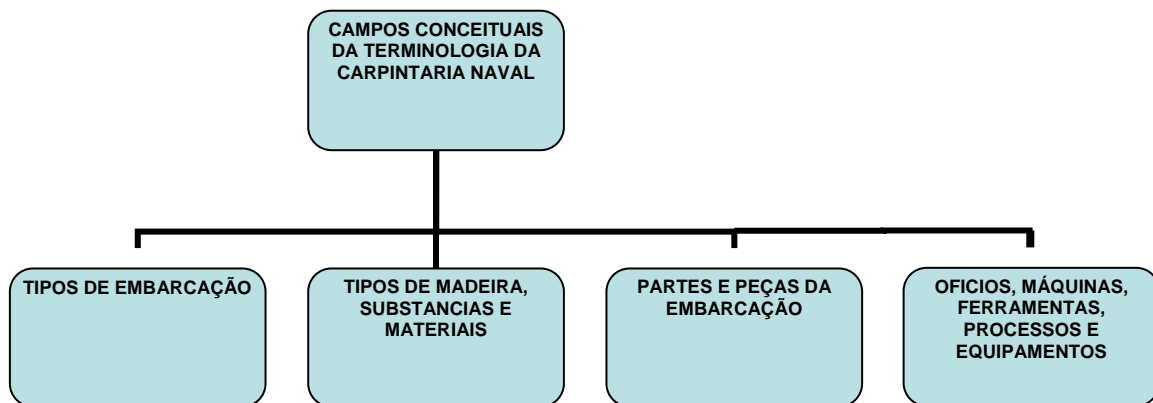 CAMPOS CONCEITUAIS
DA TERMINOLOGIA DA
CARPINTARIA NAVAL
TIPOS DE EMBARCAÇÃO
TIPOS DE MADEIRA,
SUBSTANCIAS E
MATERIAIS
PARTES E PEÇAS DA
EMBARCAÇÃO
OFICIOS, MÁQUINAS,
FERRAMENTAS,
PROCESSOS E
EQUIPAMENTOS